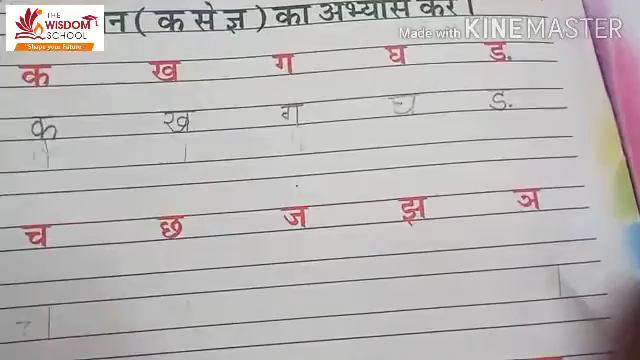 THE WISDOM SCHOOL
"Shape your Future"
न ( क से ज्ञ ) का अभ्यास करें।
Made with KINEMASTER
क ख ग घ ङ
क ख ग घ ङ
च छ ज झ ञ